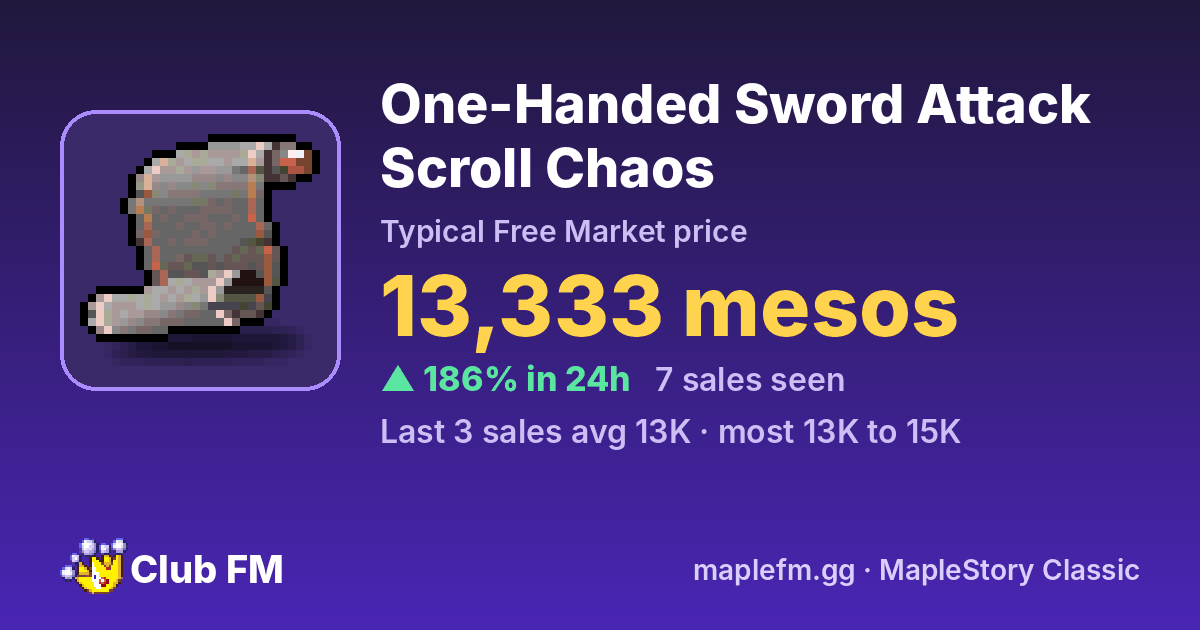 One-Handed Sword Attack
Scroll Chaos
Typical Free Market price
13,333 mesos
▲ 186% in 24h 7 sales seen
Last 3 sales avg 13K · most 13K to 15K
Club FM
maplefm.gg · MapleStory Classic